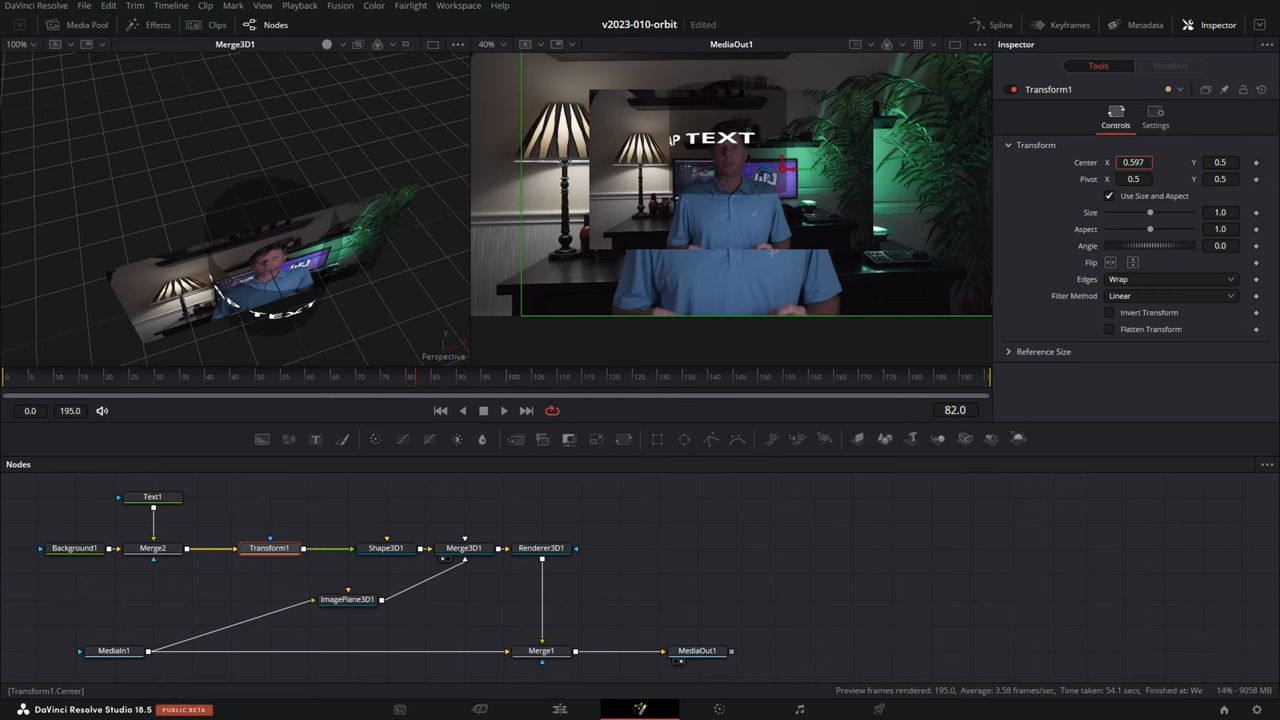 DaVinci Resolve File Edit Trim Timeline Clip Mark View Playback Fusion Color Fairlight Workspace Help
Media Pool Effects Clips Nodes v2023-010-orbit Edited Spline Keyframes Metadata Inspector
100% Merge3D1 40% MediaOut1 Inspector
Tools Modifiers
Transform1
Controls Settings
Transform
Center X 0.597 Y 0.5
Pivot X 0.5 Y 0.5
Use Size and Aspect
Size 1.0
Aspect 1.0
Angle 0.0
Flip
Edges Wrap
Filter Method Linear
Invert Transform
Flatten Transform
Reference Size
AP TEXT
TEXT
Y
Perspective
0 5 10 15 20 25 30 35 40 45 50 55 60 65 70 75 80 85 90 95 100 105 110 115 120 125 130 135 140 145 150 155 160 165 170 175 180 185 190 19
0.0 195.0 82.0
Nodes
Text1
Background1 Merge2 Transform1 Shape3D1 Merge3D1 Renderer3D1
ImagePlane3D1
MediaIn1 Merge1 MediaOut1
[Transform1.Center] Preview frames rendered: 195.0, Average: 3.58 frames/sec, Time taken: 54.1 secs, Finished at: We 14% - 9058 MB
DaVinci Resolve Studio 18.5 PUBLIC BETA